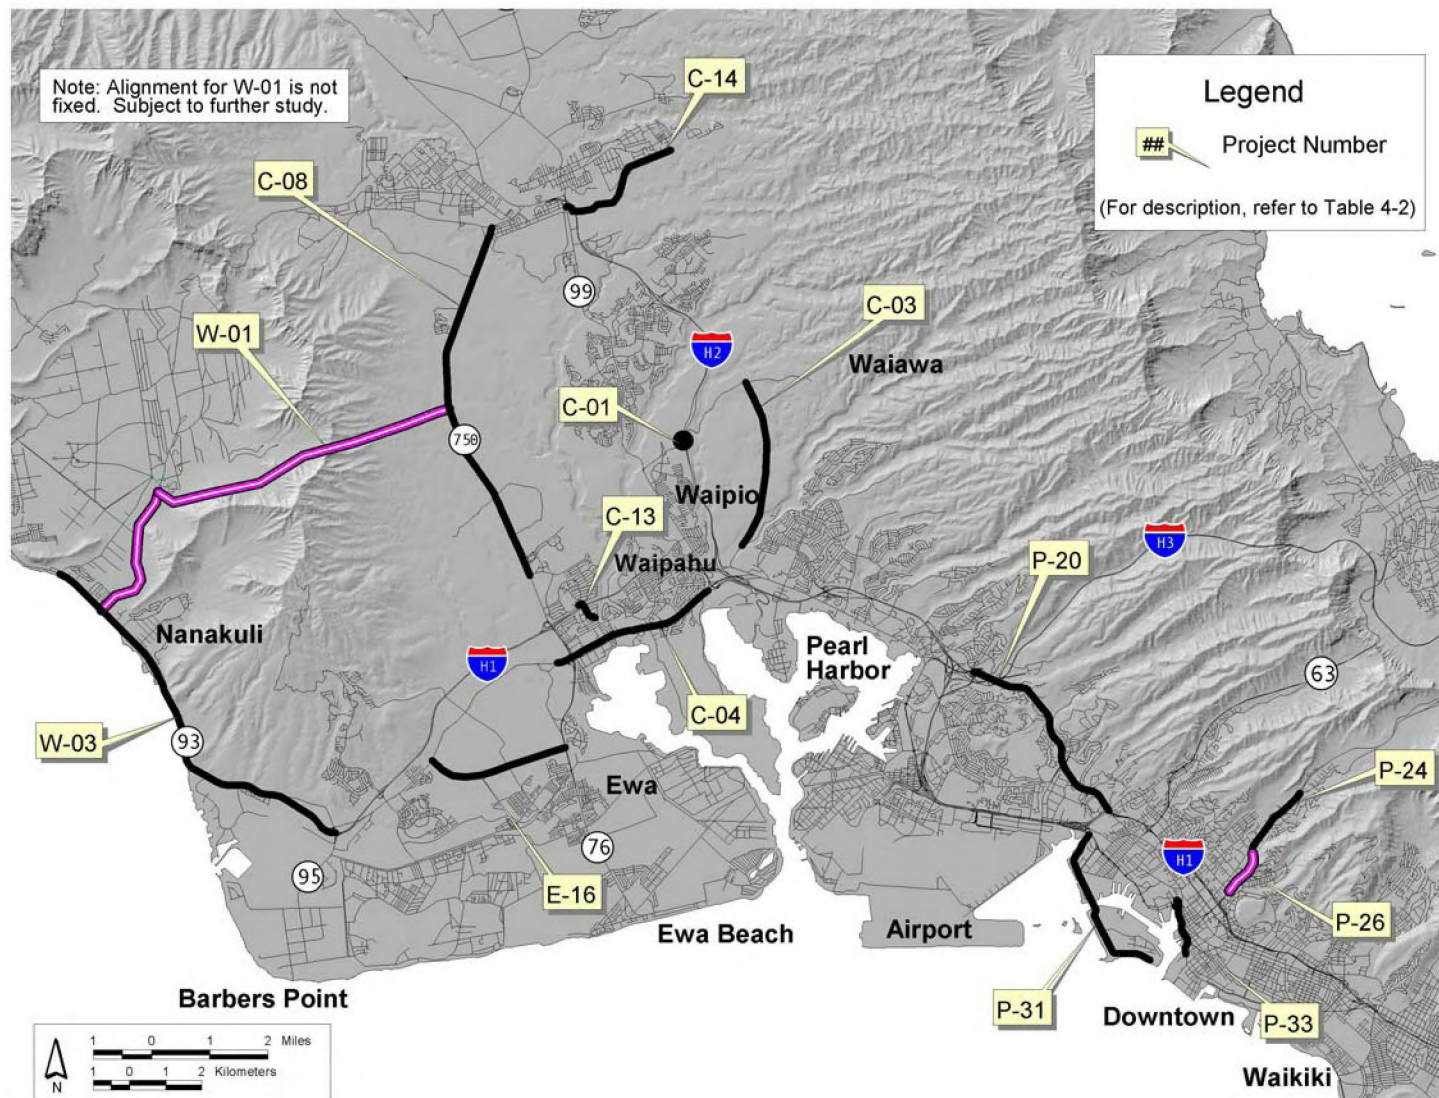 Note: Alignment for W-01 is not
fixed. Subject to further study.
C-14
Legend
## Project Number
(For description, refer to Table 4-2)
C-08
99
C-03
W-01
H2
Waiawa
C-01
750
Waipio
C-13
H3
Waipahu
P-20
Nanakuli
Pearl
Harbor
H1
63
C-04
W-03
93
P-24
Ewa
76
H1
95
E-16
P-26
Ewa Beach
Airport
Barbers Point
P-31
Downtown
P-33
Waikiki
1 0 1 2 Miles
1 0 1 2 Kilometers
N